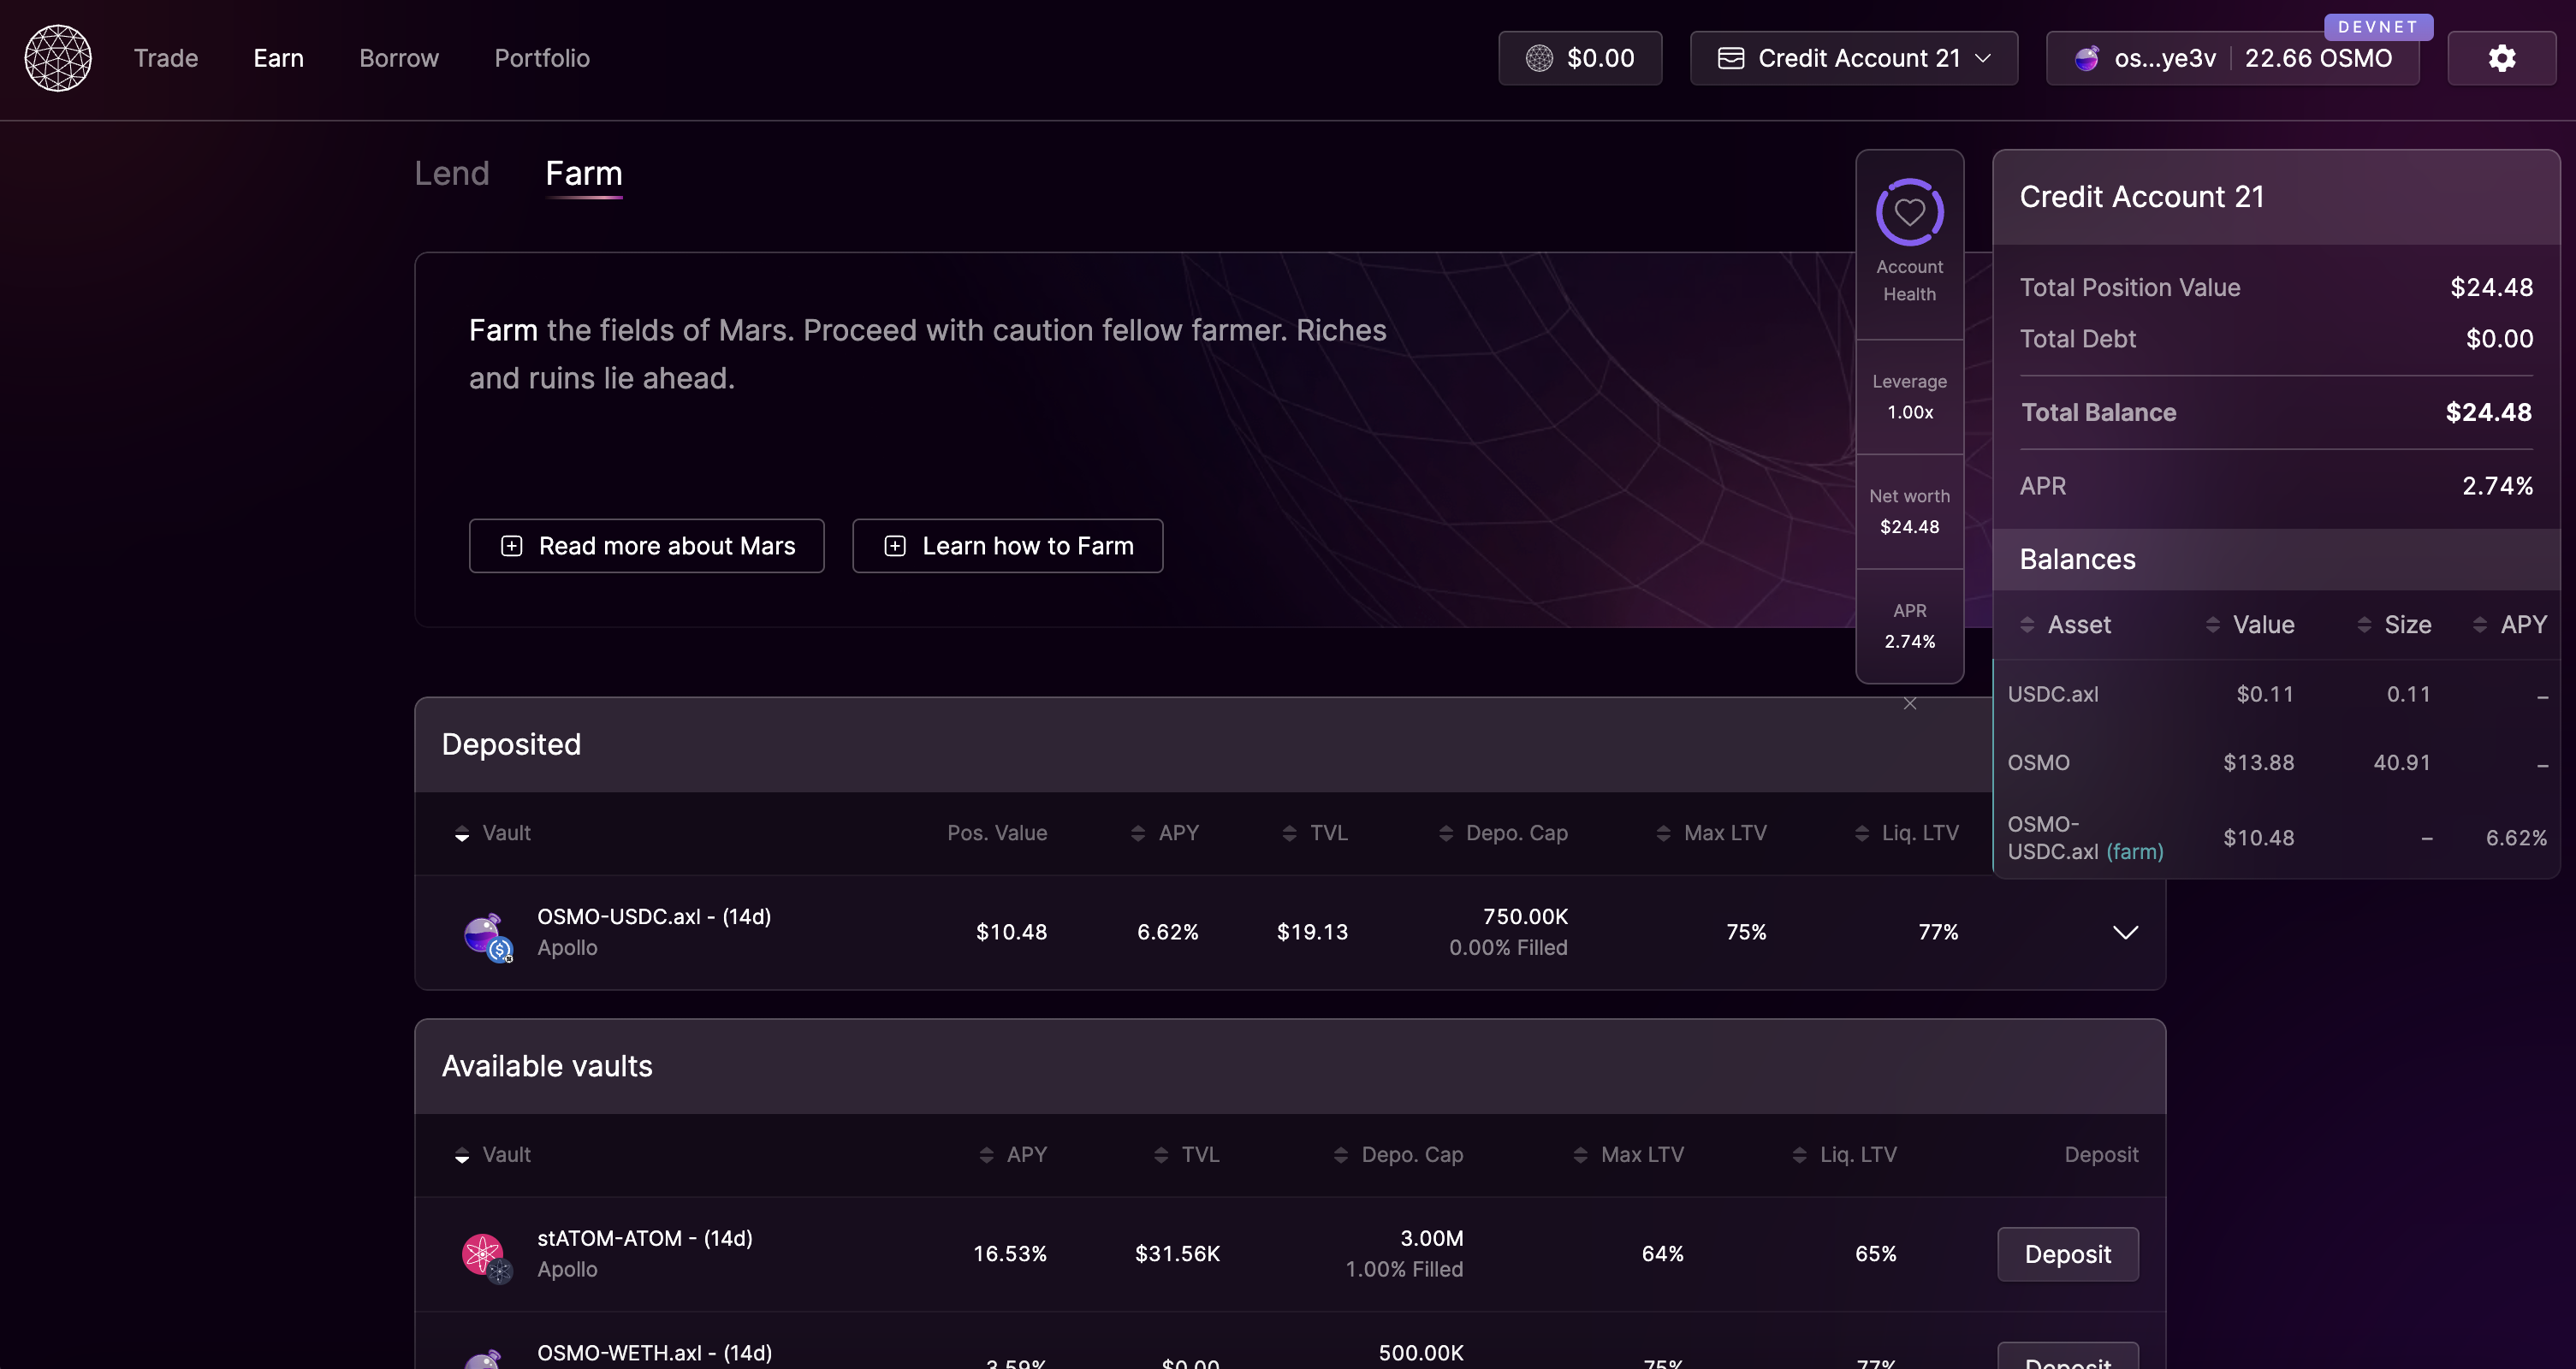 DEVNET
Trade
Earn
Borrow
Portfolio
$0.00
Credit Account 21
os...ye3v
22.66 OSMO
Lend
Farm
Farm the fields of Mars. Proceed with caution fellow farmer. Riches
and ruins lie ahead.
Read more about Mars
Learn how to Farm
Account
Health
Leverage
1.00x
Net worth
$24.48
APR
2.74%
Credit Account 21
Total Position Value $24.48
Total Debt $0.00
Total Balance $24.48
APR 2.74%
Balances
Asset Value Size APY
USDC.axl $0.11 0.11 –
OSMO $13.88 40.91 –
OSMO-
USDC.axl (farm) $10.48 – 6.62%
Deposited
Vault Pos. Value APY TVL Depo. Cap Max LTV Liq. LTV
OSMO-USDC.axl - (14d)
Apollo
$10.48 6.62% $19.13
750.00K
0.00% Filled
75% 77%
Available vaults
Vault APY TVL Depo. Cap Max LTV Liq. LTV Deposit
stATOM-ATOM - (14d)
Apollo
16.53% $31.56K
3.00M
1.00% Filled
64% 65% Deposit
OSMO-WETH.axl - (14d)
3.59% $0.00
500.00K
75% 77% Deposit